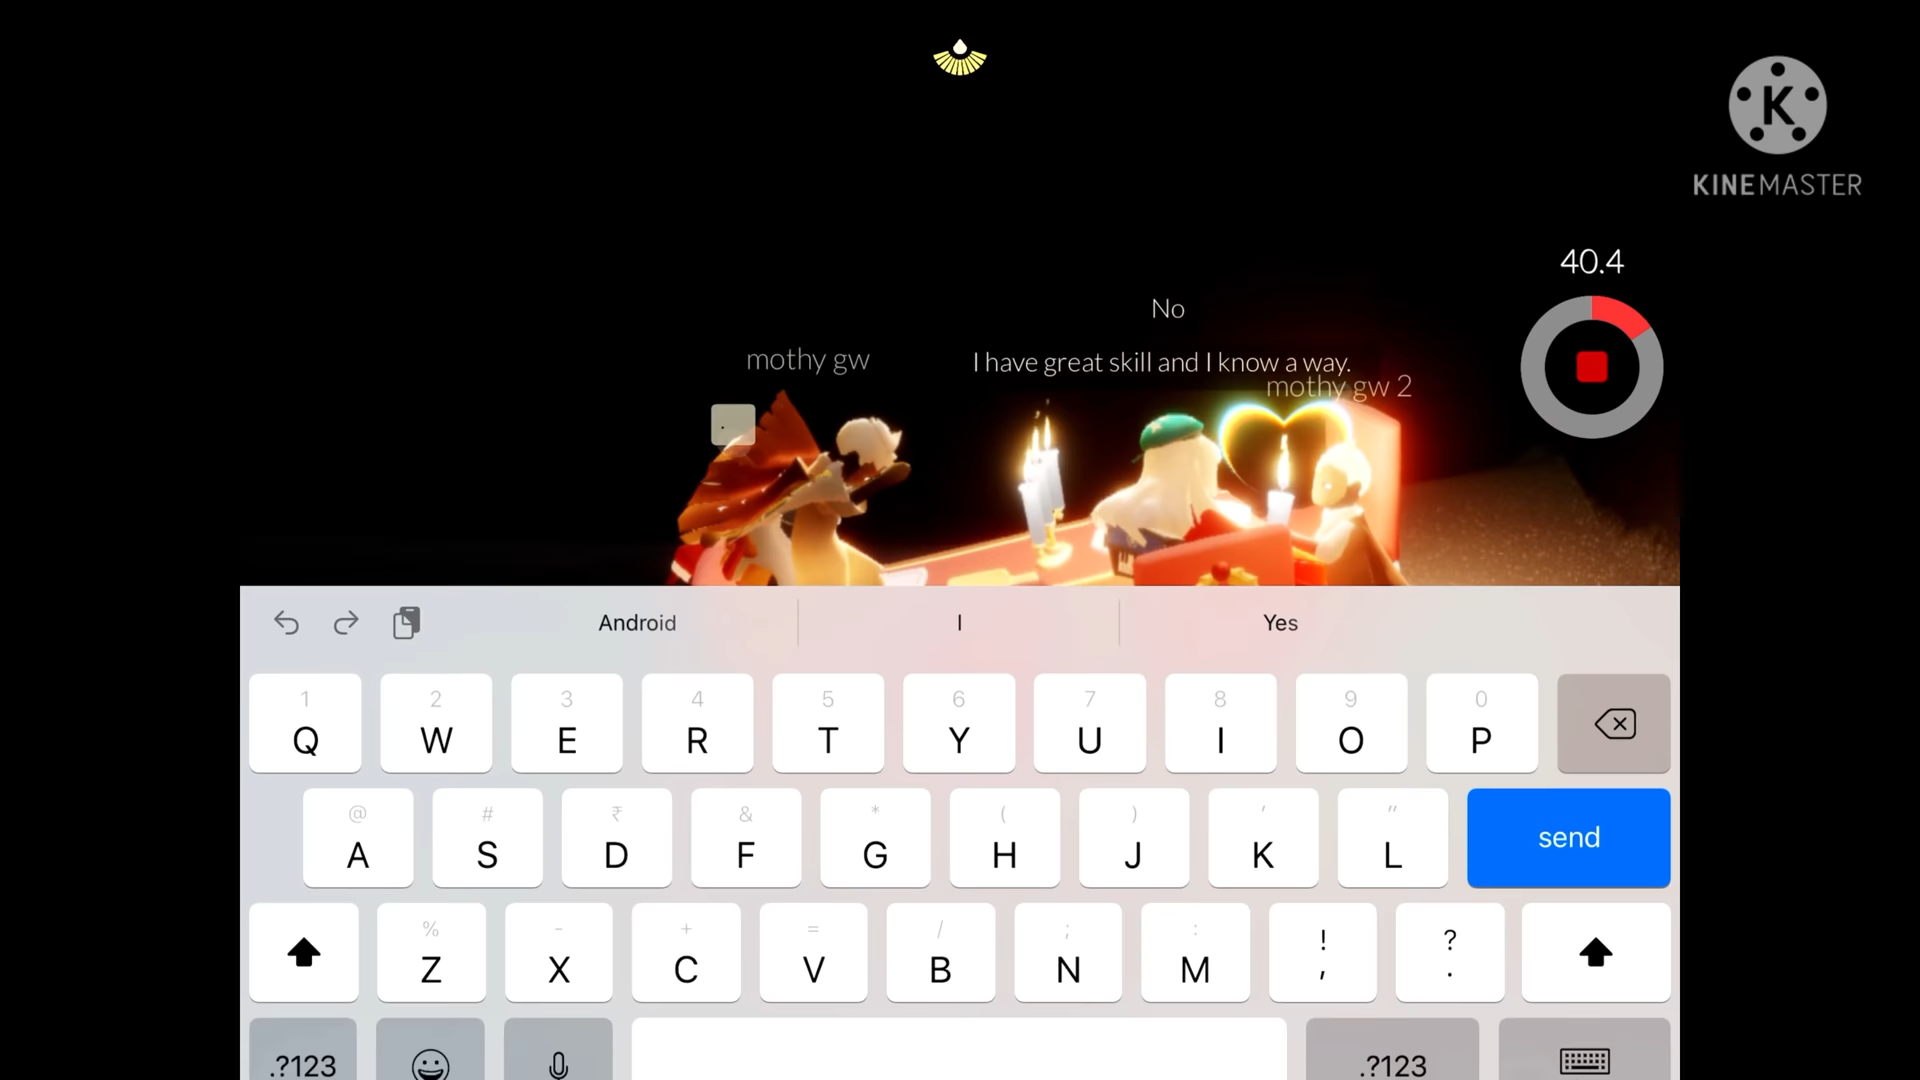 KINEMASTER
40.4
No
mothy gw
I have great skill and I know a way.
mothy gw 2
.
Android I Yes
1 2 3 4 5 6 7 8 9 0
Q W E R T Y U I O P
@ # ₹ & * ( ) ' "
A S D F G H J K L send
% - + = / ; : ! ?
Z X C V B N M , .
.?123 .?123